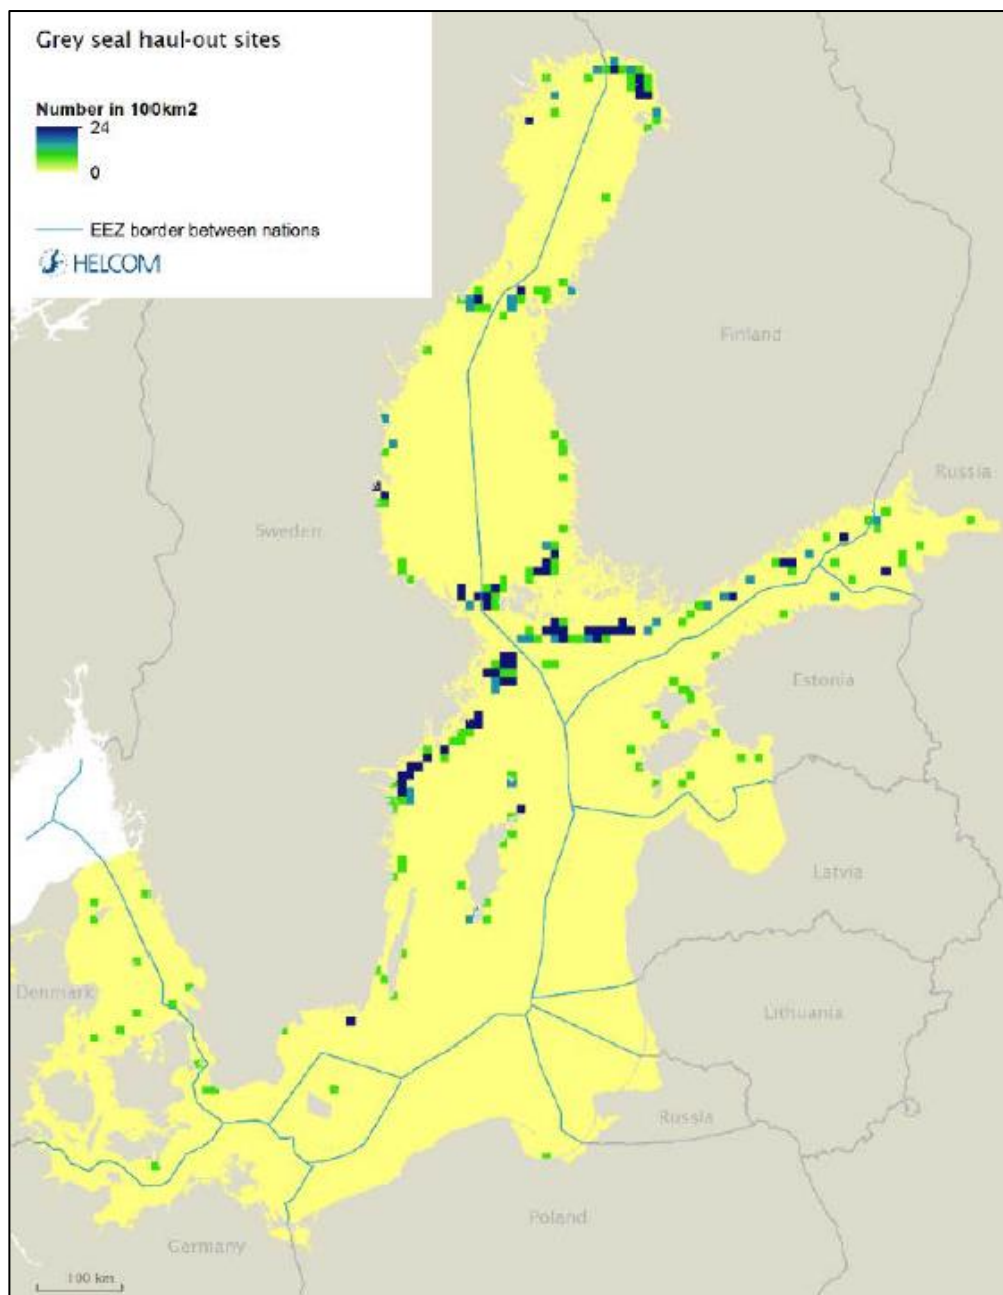 Grey seal haul-out sites
Number in 100km2
24
0
EEZ border between nations
HELCOM
Finland
Russia
Sweden
Estonia
Latvia
Denmark
Lithuania
Russia
Poland
Germany
100 km